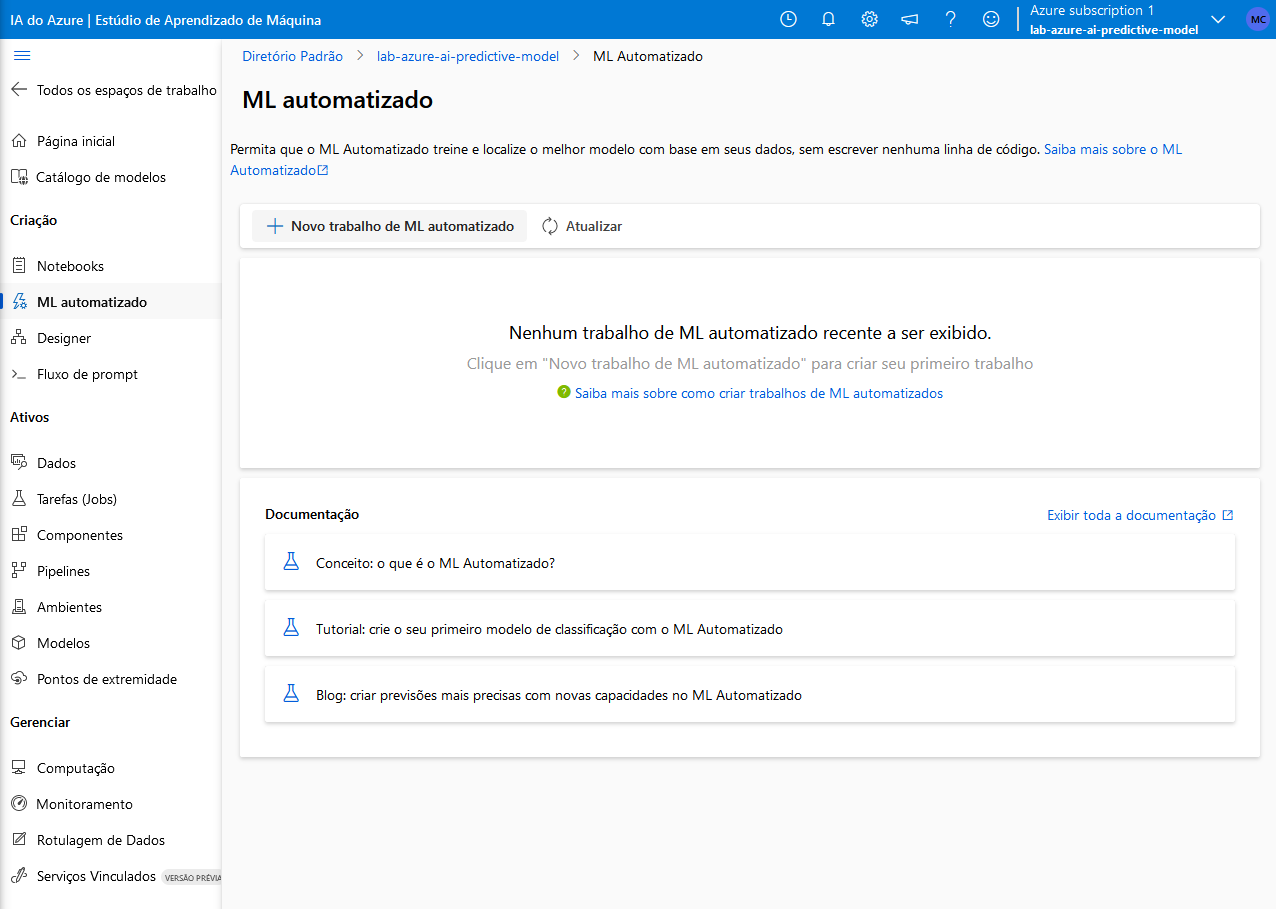 IA do Azure | Estúdio de Aprendizado de Máquina
Azure subscription 1
lab-azure-ai-predictive-model
MC
Todos os espaços de trabalho
Página inicial
Catálogo de modelos
Criação
Notebooks
ML automatizado
Designer
Fluxo de prompt
Ativos
Dados
Tarefas (Jobs)
Componentes
Pipelines
Ambientes
Modelos
Pontos de extremidade
Gerenciar
Computação
Monitoramento
Rotulagem de Dados
Serviços Vinculados VERSÃO PRÉVIA
Diretório Padrão > lab-azure-ai-predictive-model > ML Automatizado
ML automatizado
Permita que o ML Automatizado treine e localize o melhor modelo com base em seus dados, sem escrever nenhuma linha de código. Saiba mais sobre o ML
Automatizado
Novo trabalho de ML automatizado
Atualizar
Nenhum trabalho de ML automatizado recente a ser exibido.
Clique em "Novo trabalho de ML automatizado" para criar seu primeiro trabalho
Saiba mais sobre como criar trabalhos de ML automatizados
Documentação
Exibir toda a documentação
Conceito: o que é o ML Automatizado?
Tutorial: crie o seu primeiro modelo de classificação com o ML Automatizado
Blog: criar previsões mais precisas com novas capacidades no ML Automatizado